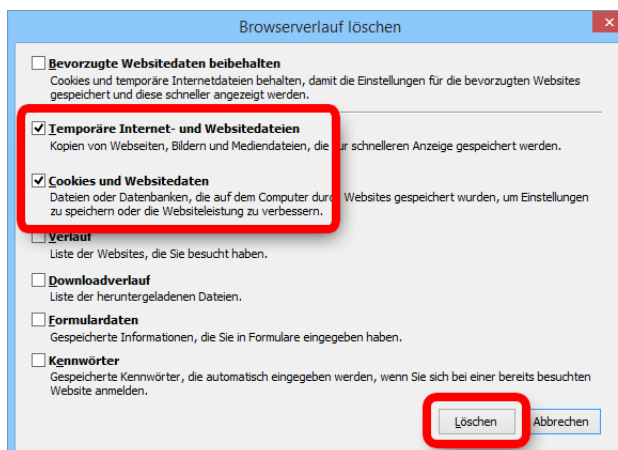 Browserverlauf löschen
Bevorzugte Websitedaten beibehalten
Cookies und temporäre Internetdateien behalten, damit die Einstellungen für die bevorzugten Websites
gespeichert und diese schneller angezeigt werden.
Temporäre Internet- und Websitedateien
Kopien von Webseiten, Bildern und Mediendateien, die zur schnelleren Anzeige gespeichert werden.
Cookies und Websitedaten
Dateien oder Datenbanken, die auf dem Computer durch Websites gespeichert wurden, um Einstellungen
zu speichern oder die Websiteleistung zu verbessern.
Verlauf
Liste der Websites, die Sie besucht haben.
Downloadverlauf
Liste der heruntergeladenen Dateien.
Formulardaten
Gespeicherte Informationen, die Sie in Formulare eingegeben haben.
Kennwörter
Gespeicherte Kennwörter, die automatisch eingegeben werden, wenn Sie sich bei einer bereits besuchten
Website anmelden.
Löschen Abbrechen